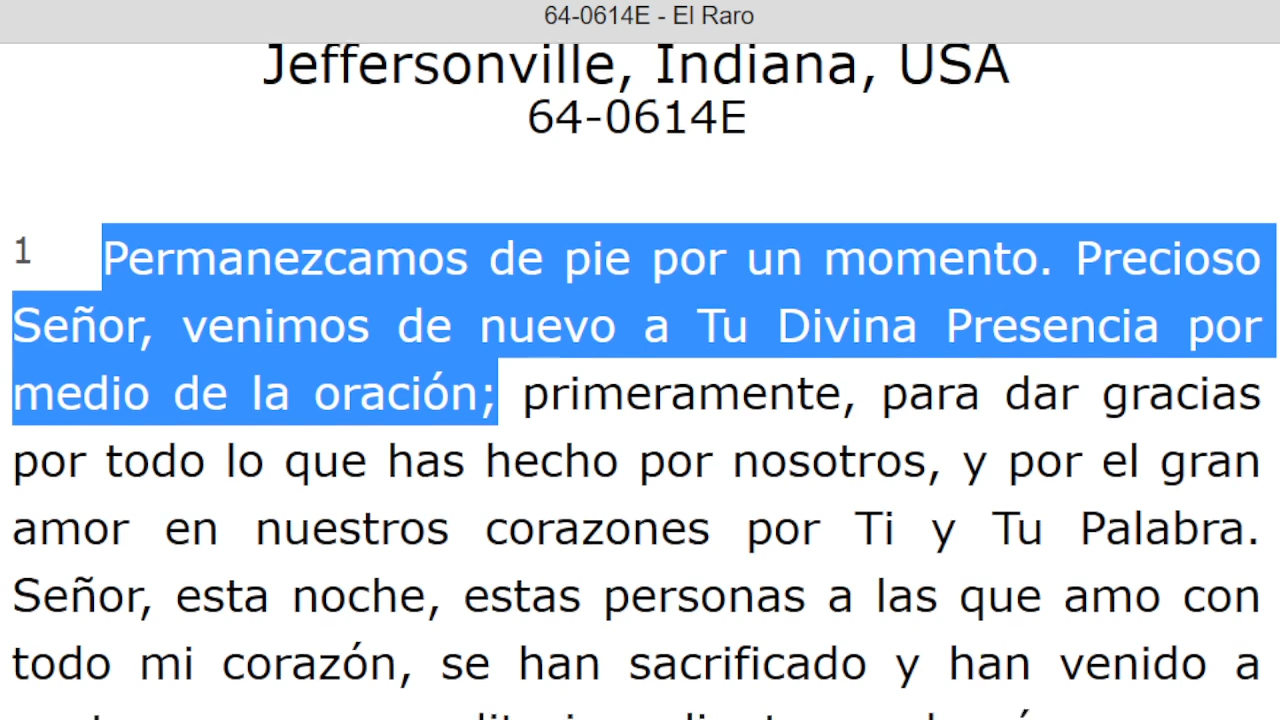 64-0614E - El Raro
Jeffersonville, Indiana, USA
64-0614E
1 Permanezcamos de pie por un momento. Precioso
Señor, venimos de nuevo a Tu Divina Presencia por
medio de la oración; primeramente, para dar gracias
por todo lo que has hecho por nosotros, y por el gran
amor en nuestros corazones por Ti y Tu Palabra.
Señor, esta noche, estas personas a las que amo con
todo mi corazón, se han sacrificado y han venido a